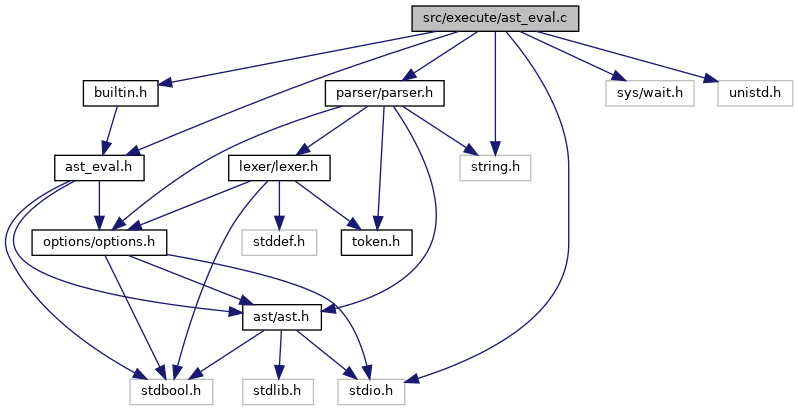 src/execute/ast_eval.c
builtin.h
parser/parser.h
sys/wait.h
unistd.h
ast_eval.h
lexer/lexer.h
string.h
options/options.h
stddef.h
token.h
ast/ast.h
stdbool.h
stdlib.h
stdio.h